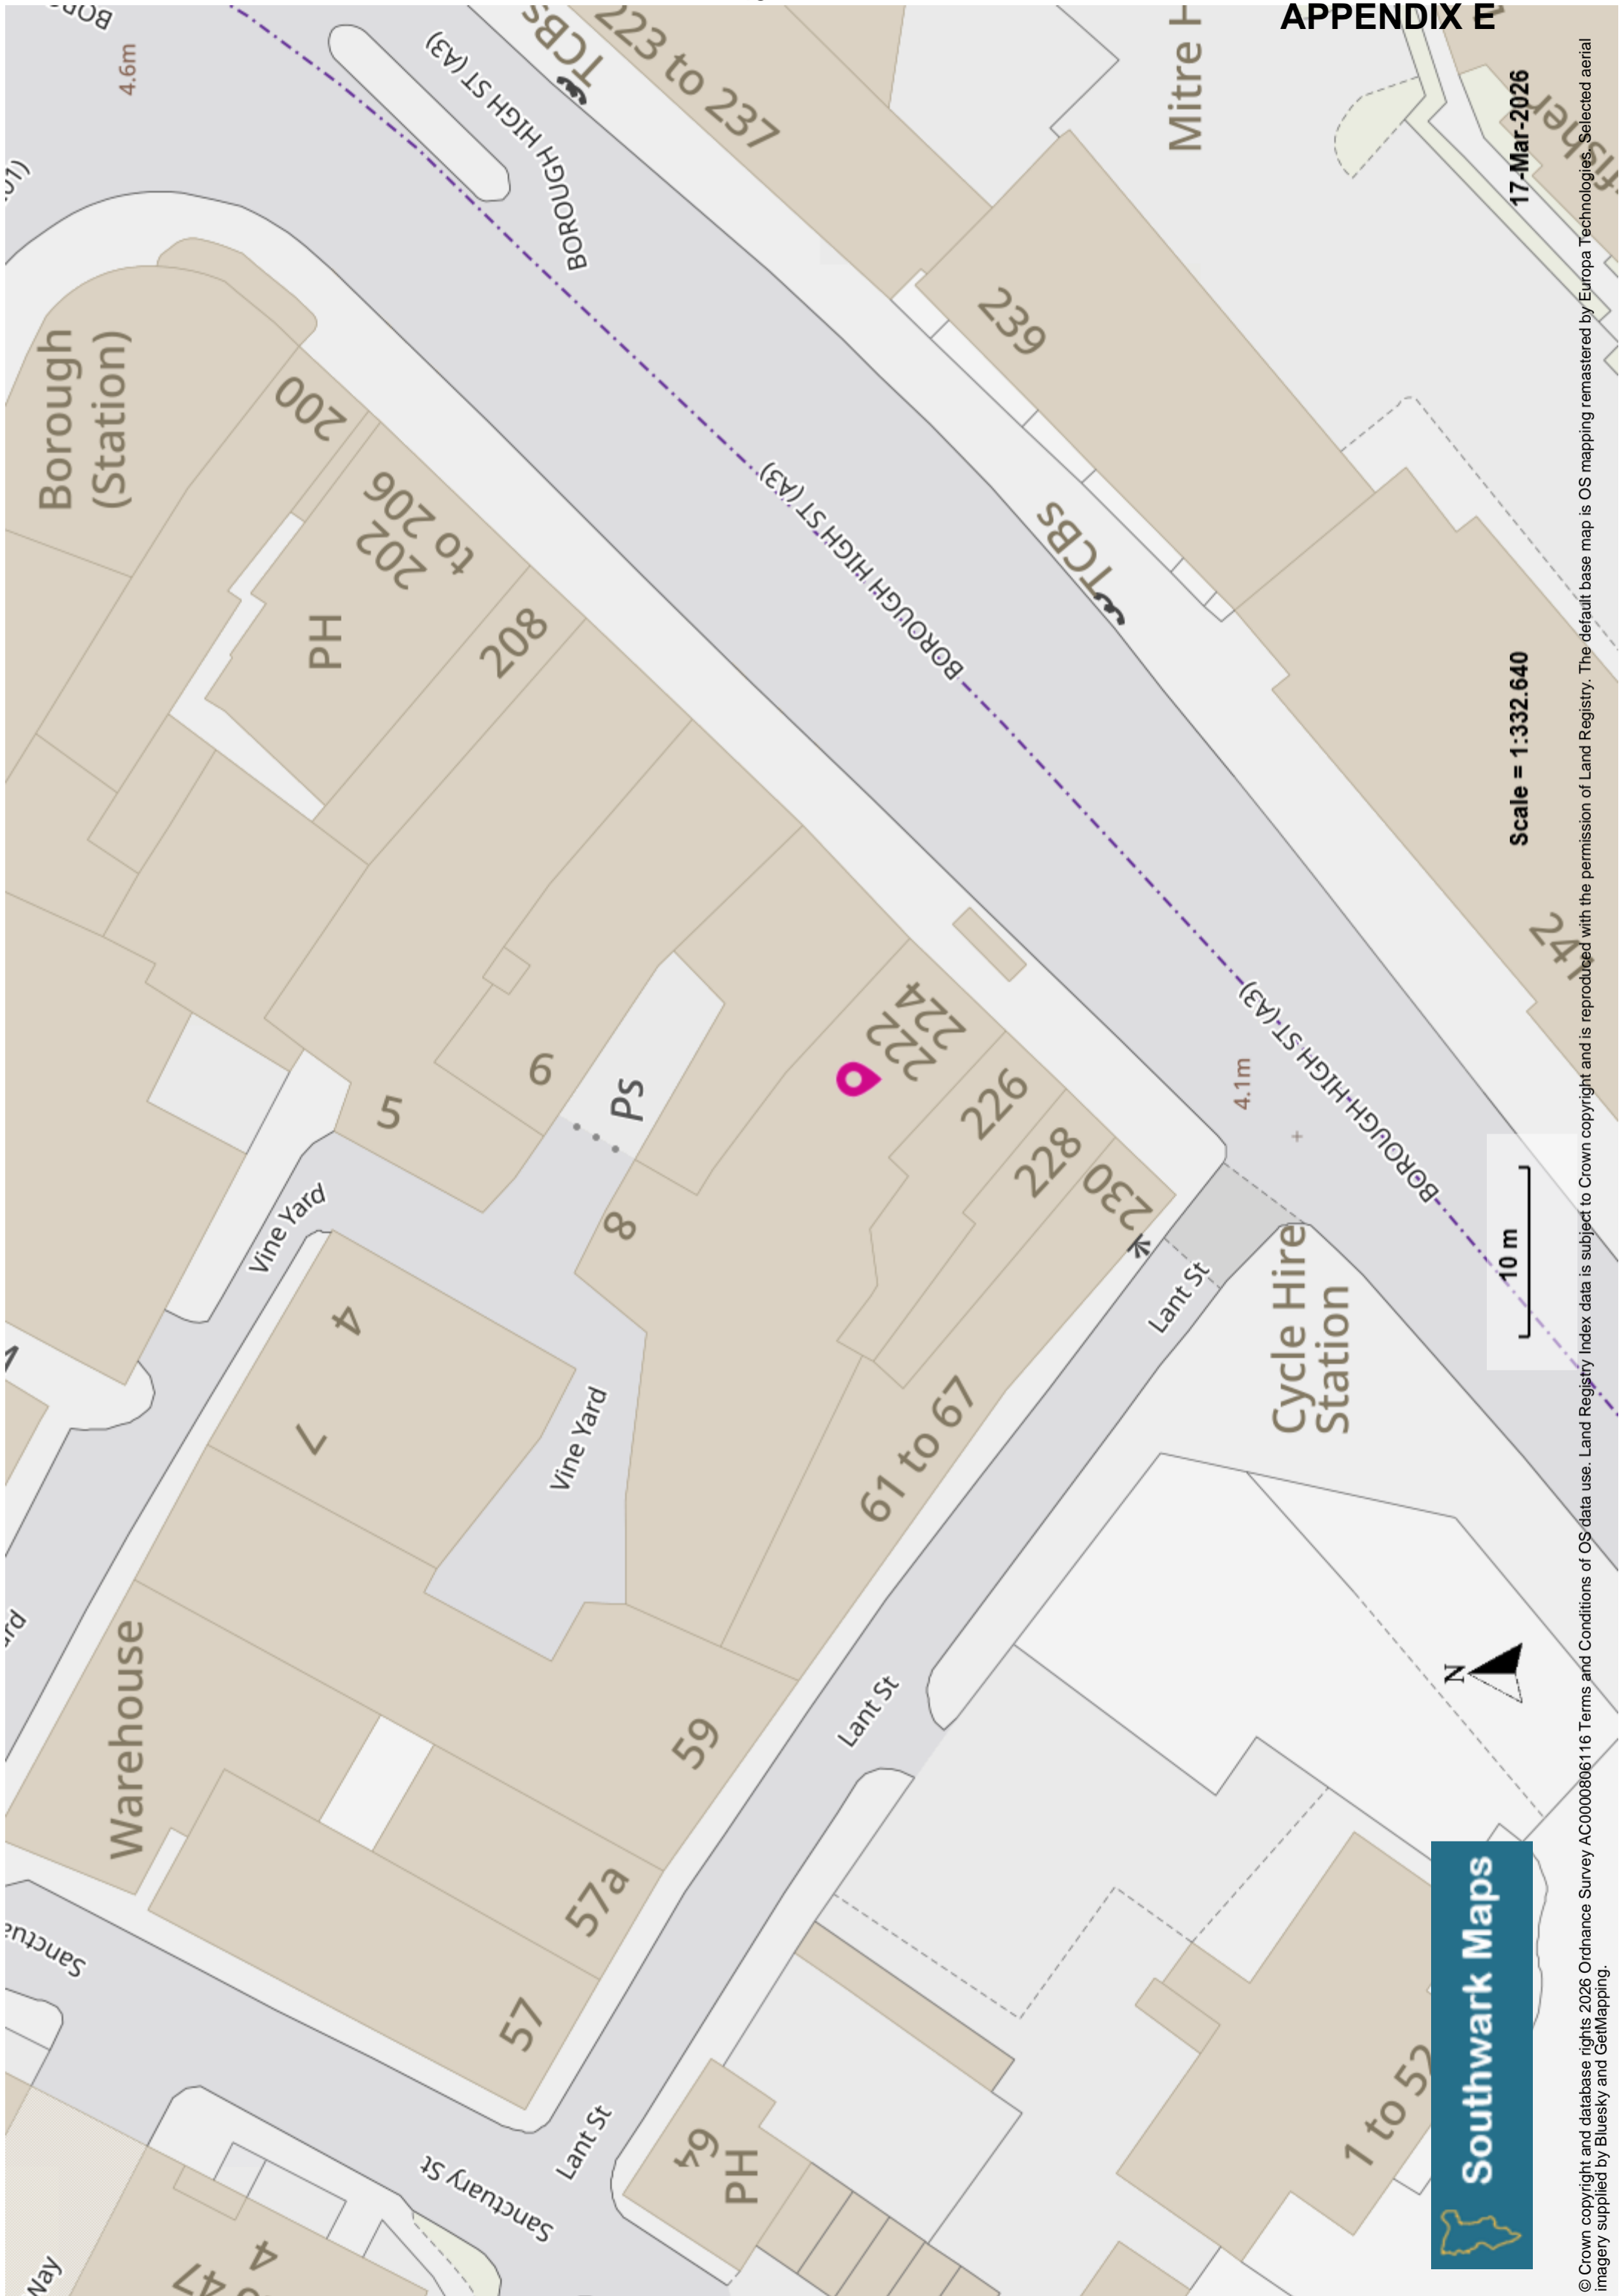 APPENDIX E
4.6m
BOROUGH HIGH ST (A3)
TCBs
223 to 237
Mitre H
17-Mar-2026
Borough
(Station)
200
202
to 206
PH
208
239
BOROUGH HIGH ST (A3)
TCBs
Scale = 1:332.640
5
6
Ps
222
224
226
228
230
4.1m
BOROUGH HIGH ST (A3)
Vine Yard
8
4
7
Vine Yard
Lant St
Cycle Hire
Station
10 m
61 to 67
Warehouse
59
Lant St
N
57a
57
Sanctuary St
Lant St
64
PH
1 to 52
4
47
Way
Southwark Maps
© Crown copyright and database rights 2026 Ordnance Survey AC0000806116 Terms and Conditions of OS data use. Land Registry Index data is subject to Crown copyright and is reproduced with the permission of Land Registry. The default base map is OS mapping remastered by Europa Technologies. Selected aerial
imagery supplied by Bluesky and GetMapping.